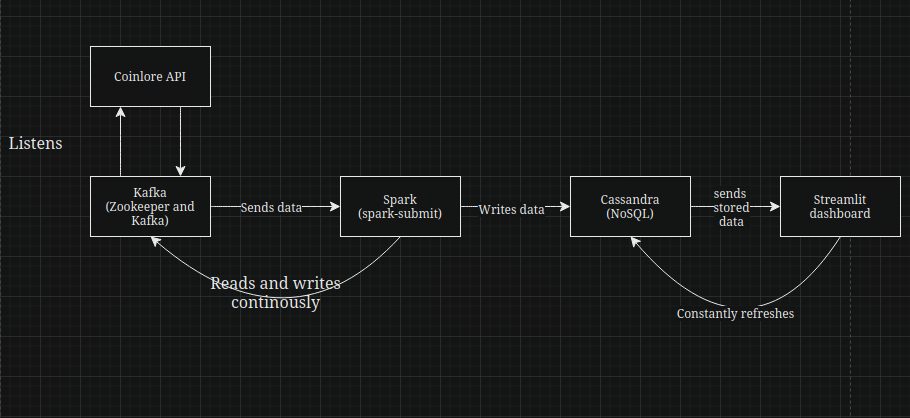 Coinlore API
Listens
Kafka
(Zookeeper and
Kafka)
Sends data
Spark
(spark-submit)
Writes data
Cassandra
(NoSQL)
sends
stored
data
Streamlit
dashboard
Reads and writes
continously
Constantly refreshes